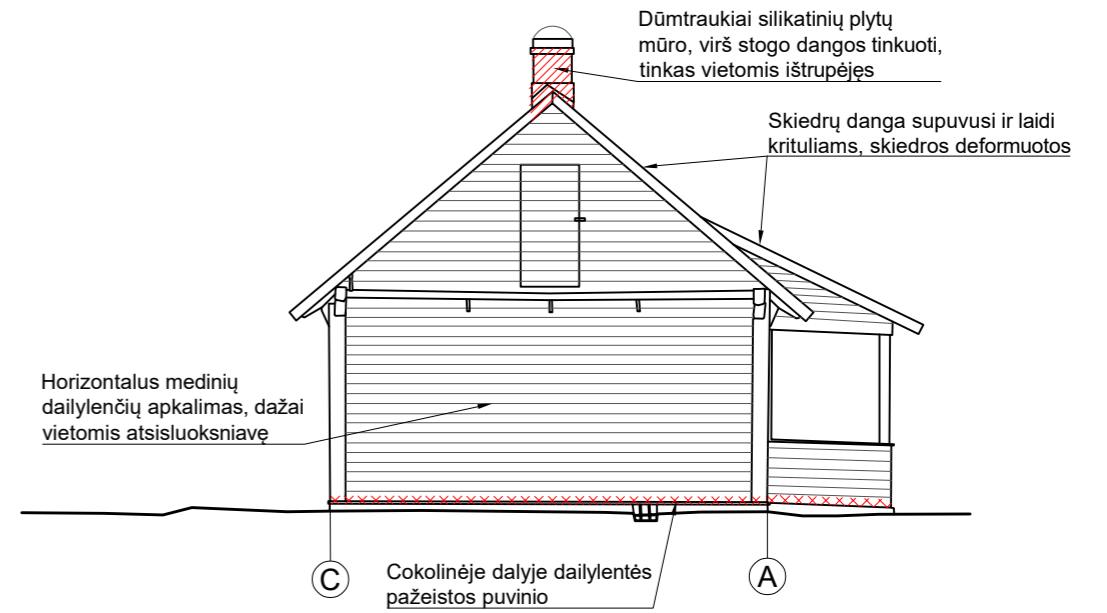 Dūmtraukiai silikatinių plytų
mūro, virš stogo dangos tinkuoti,
tinkas vietomis ištrupėjęs
Skiedrų danga supuvusi ir laidi
krituliams, skiedros deformuotos
Horizontalus medinių
dailylenčių apkalimas, dažai
vietomis atsisluoksniavę
Cokolinėje dalyje dailylentės
pažeistos puvinio
C
A